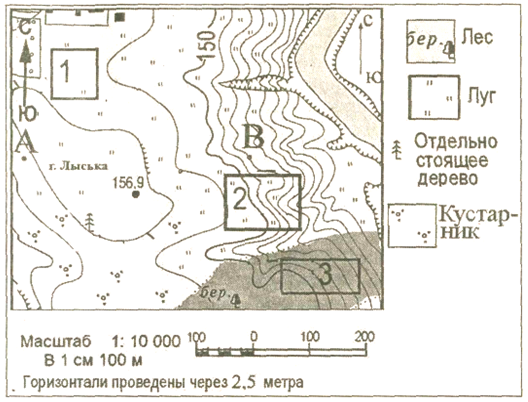 С
Ю
1
А
г. Лыська
156,9
150
В
2
3
бер.
С
Ю
бер.
Лес
Луг
Отдельно
стоящее
дерево
Кустар-
ник
Масштаб 1: 10 000
В 1 см 100 м
100 0 100 200
Горизонтали проведены через 2,5 метра